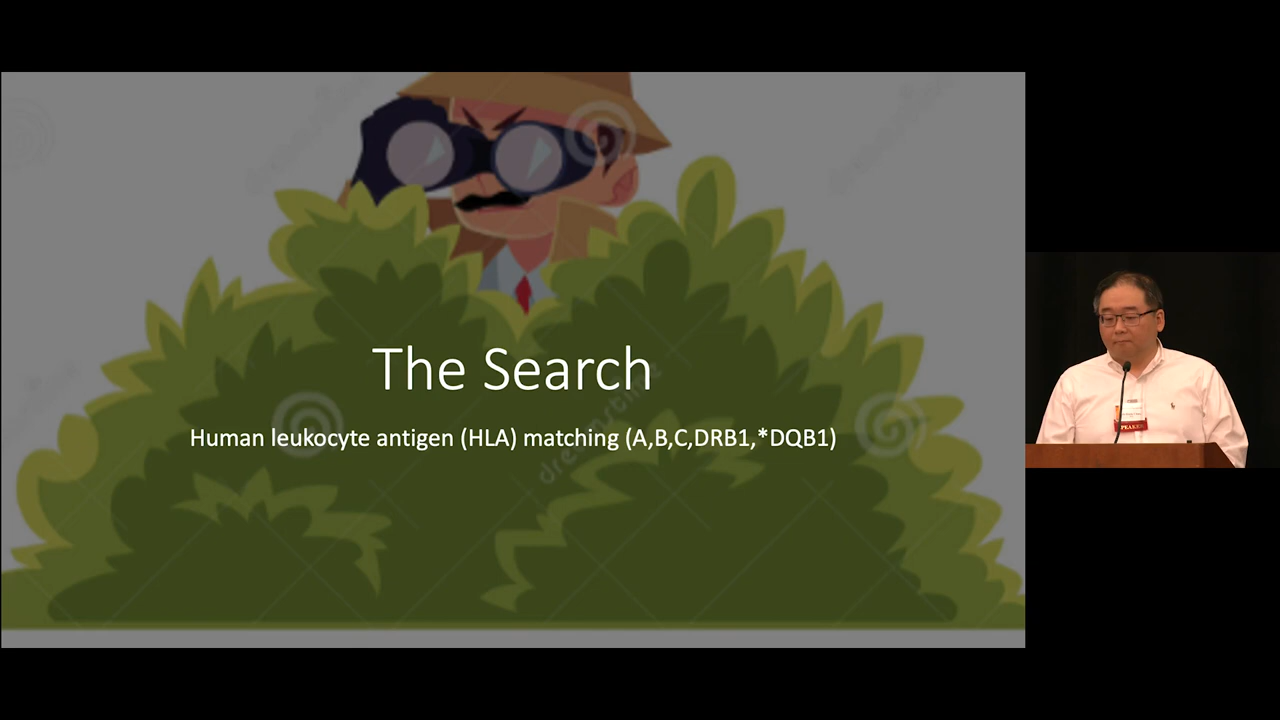 The Search
Human leukocyte antigen (HLA) matching (A,B,C,DRB1,*DQB1)